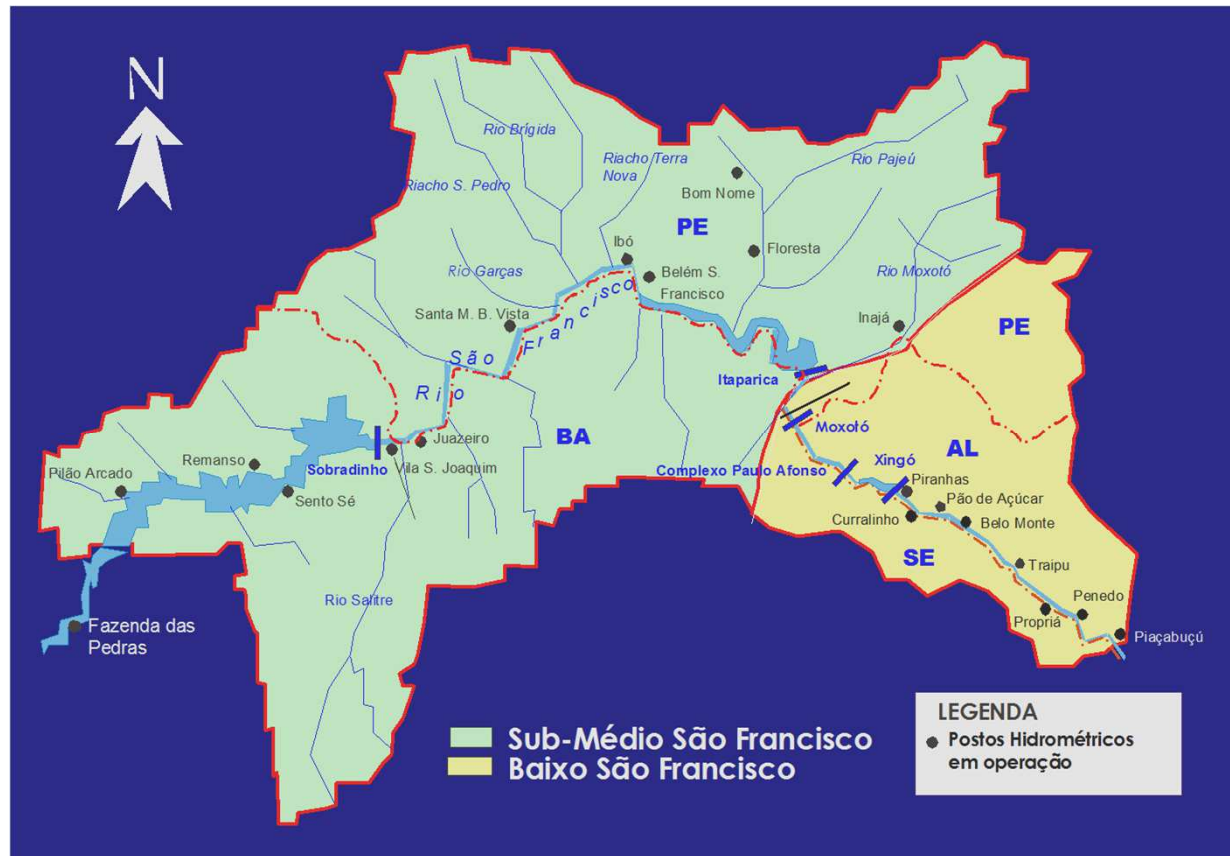 N
Rio Brígida
Riacho Terra
Nova
Riacho S. Pedro
Rio Pajeú
Bom Nome
PE
Ibó
Floresta
Rio Garças
Belém S.
Francisco
Rio Moxotó
Santa M. B. Vista
Inajá
PE
Rio São Francisco
Itaparica
BA
Moxotó
AL
Juazeiro
Sobradinho
Vila S. Joaquim
Remanso
Pilão Arcado
Sento Sé
Complexo Paulo Afonso
Xingó
Piranhas
Pão de Açúcar
Curralinho
Belo Monte
SE
Traipu
Rio Salitre
Propriá
Penedo
Piaçabuçú
Fazenda das
Pedras
Sub-Médio São Francisco
Baixo São Francisco
LEGENDA
Postos Hidrométricos
em operação